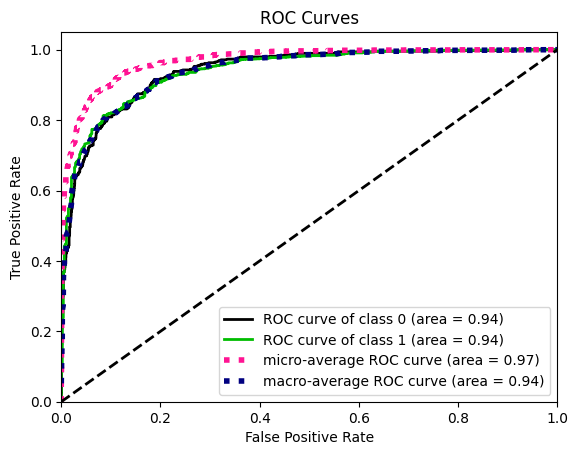 ROC Curves
1.0
0.8
0.6
0.4
0.2
0.0
True Positive Rate
ROC curve of class 0 (area = 0.94)
ROC curve of class 1 (area = 0.94)
micro-average ROC curve (area = 0.97)
macro-average ROC curve (area = 0.94)
0.0 0.2 0.4 0.6 0.8 1.0
False Positive Rate